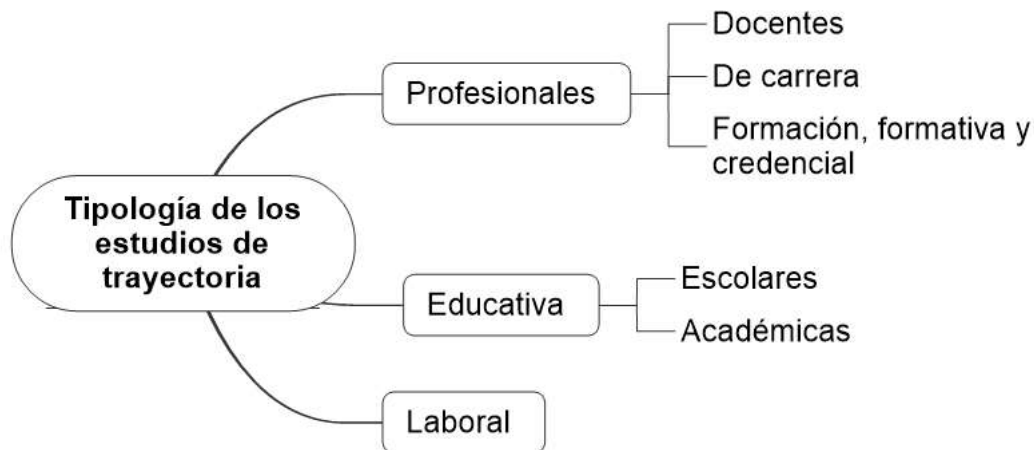 Tipología de los
estudios de
trayectoria
Profesionales
Docentes
De carrera
Formación, formativa y
credencial
Educativa
Escolares
Académicas
Laboral